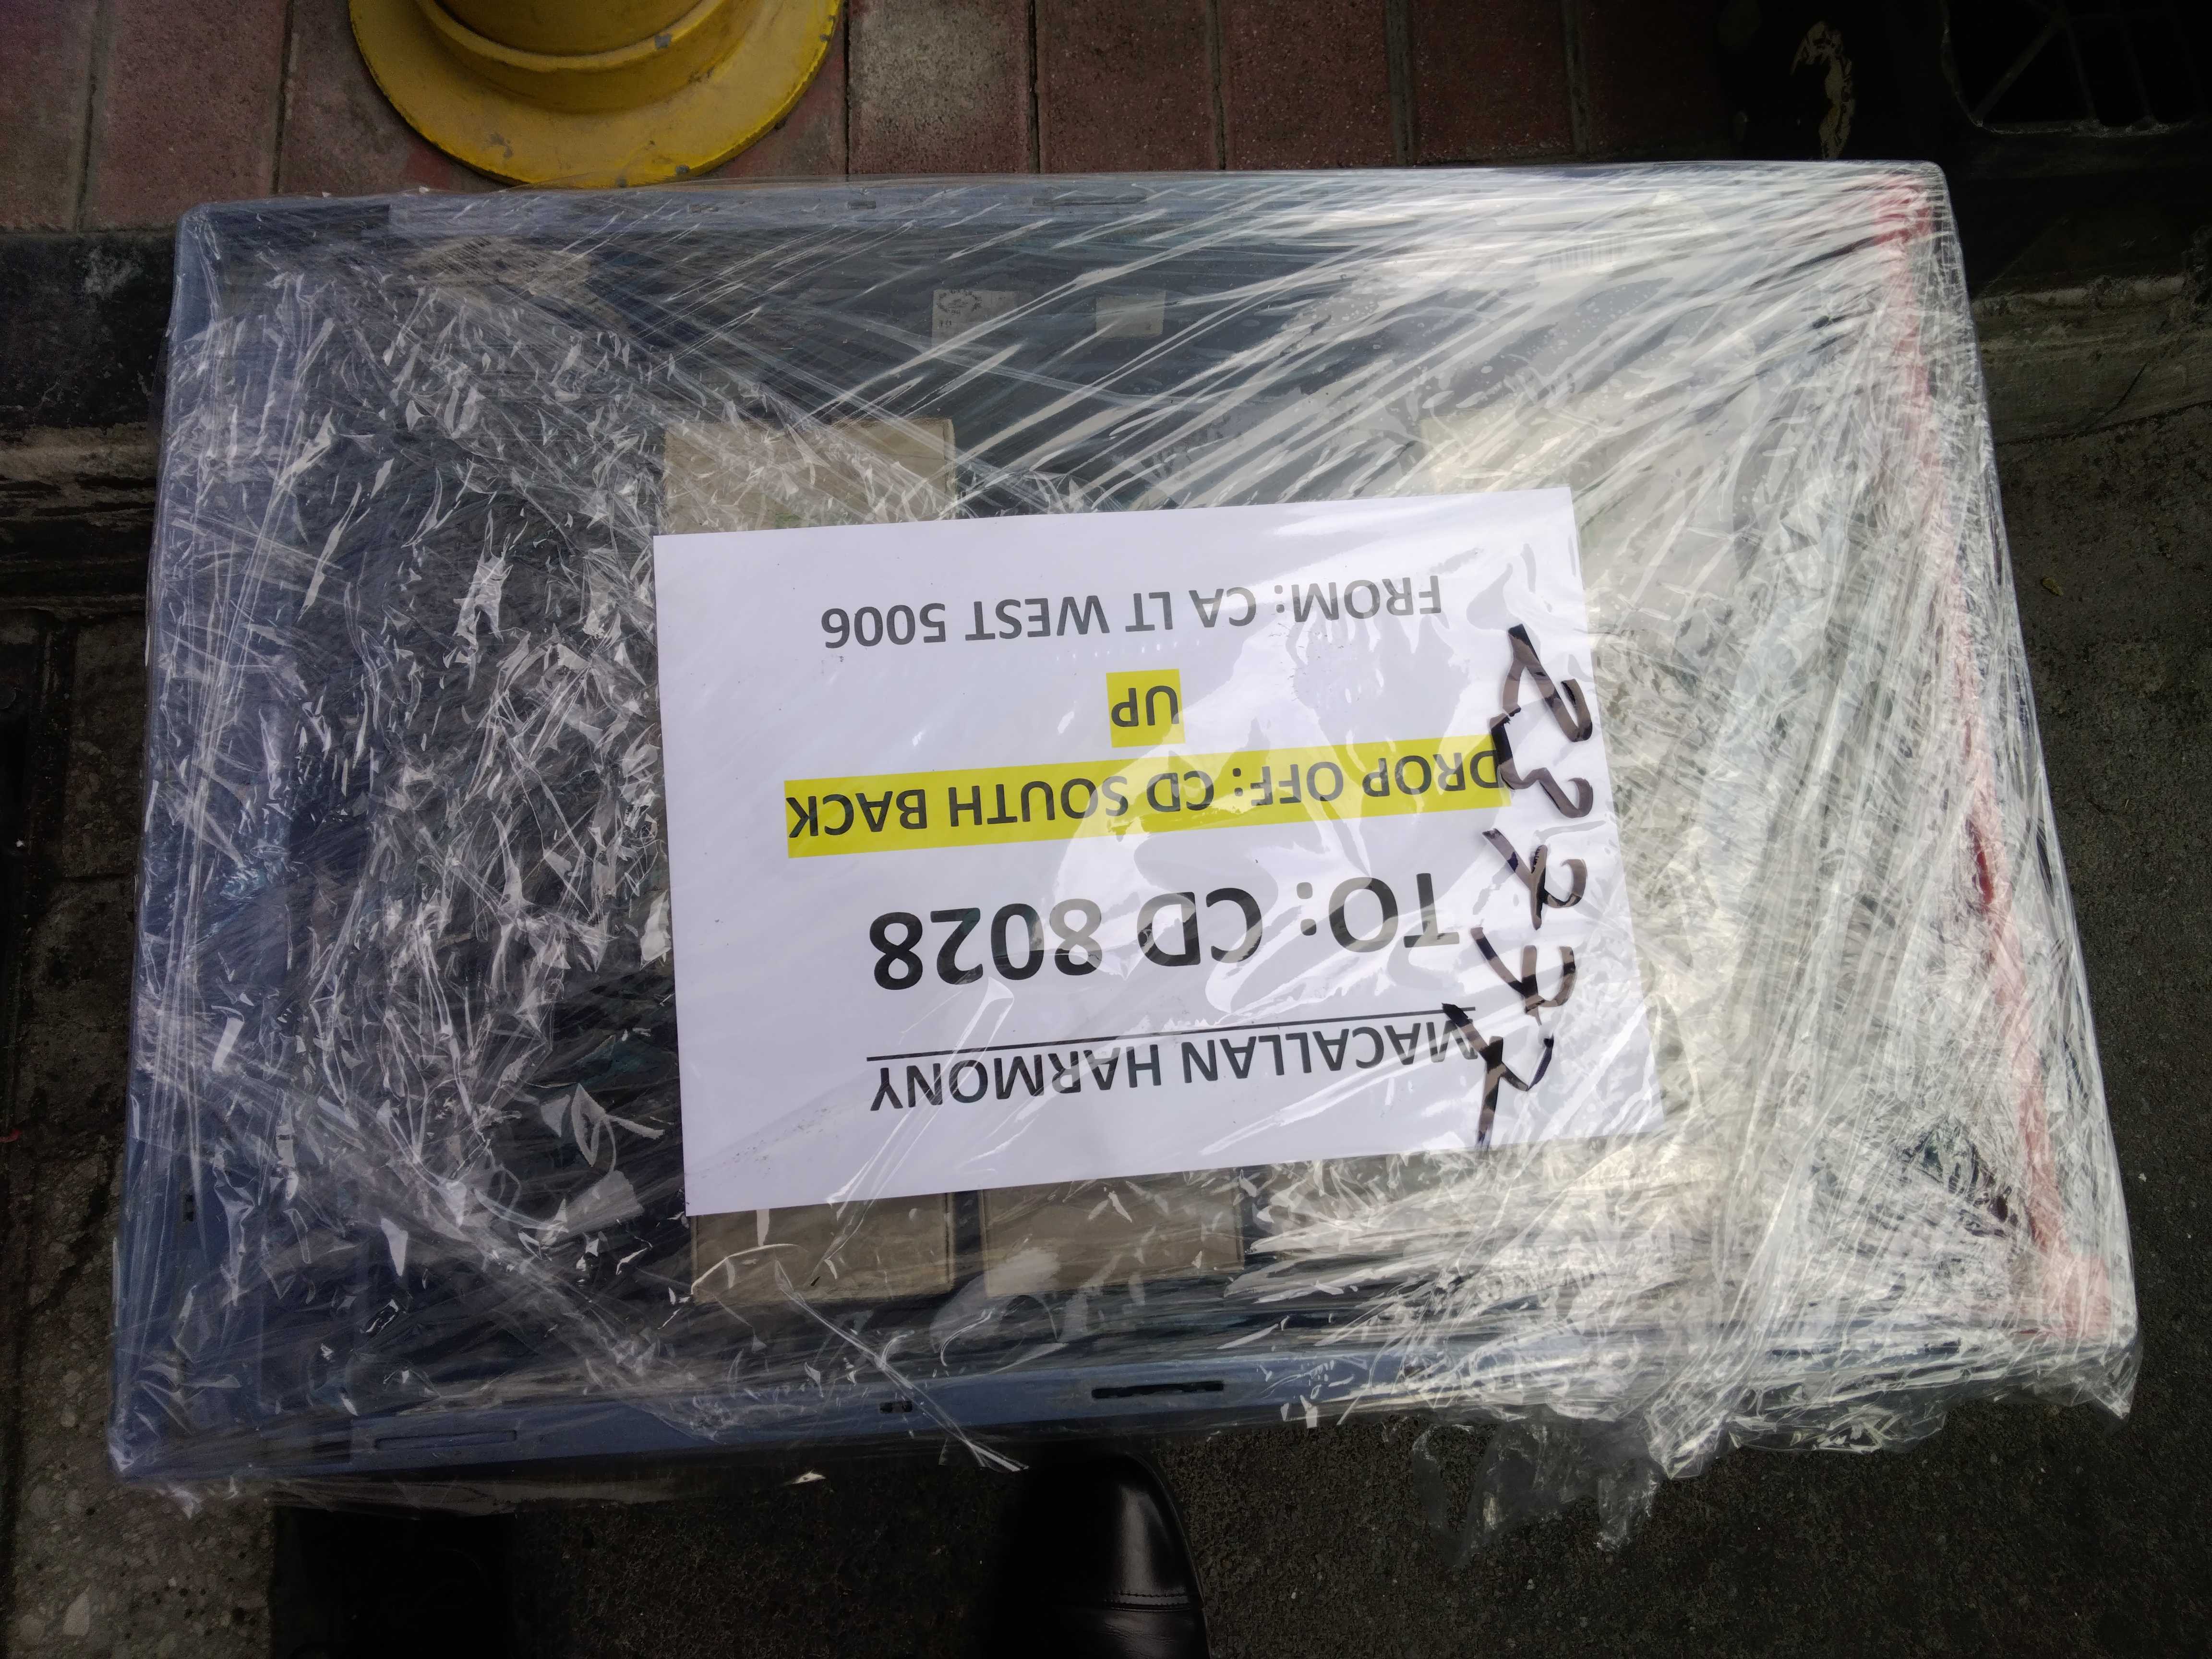 MACALLAN HARMONY
TO: CD 8028
DROP OFF: CD SOUTH BACK
UP
FROM: CA LT WEST 5006